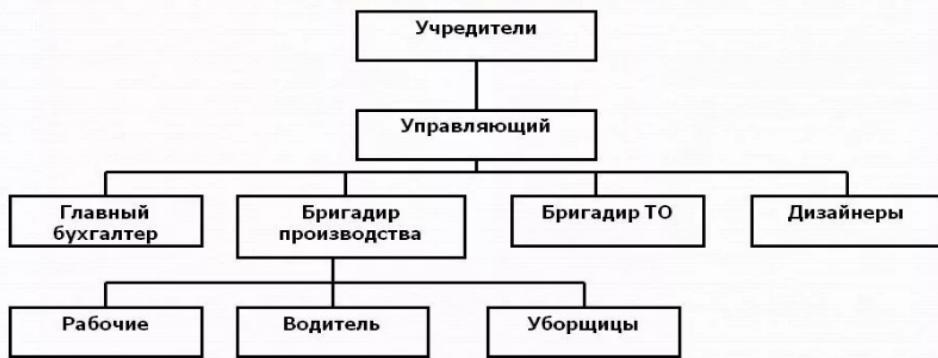 Учредители
Управляющий
Главный
бухгалтер
Бригадир
производства
Бригадир ТО
Дизайнеры
Рабочие
Водитель
Уборщицы